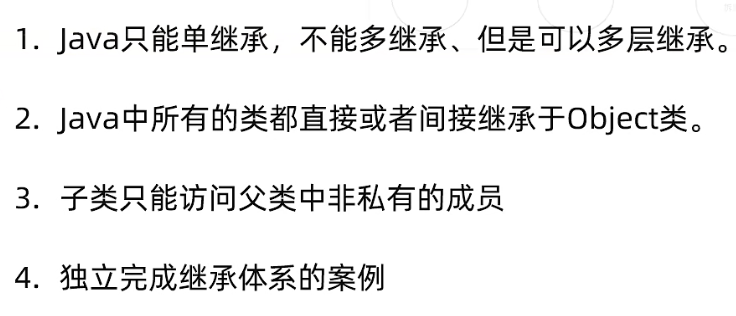 1. Java只能单继承，不能多继承、但是可以多层继承。
2. Java中所有的类都直接或者间接继承于Object类。
3. 子类只能访问父类中非私有的成员
4. 独立完成继承体系的案例